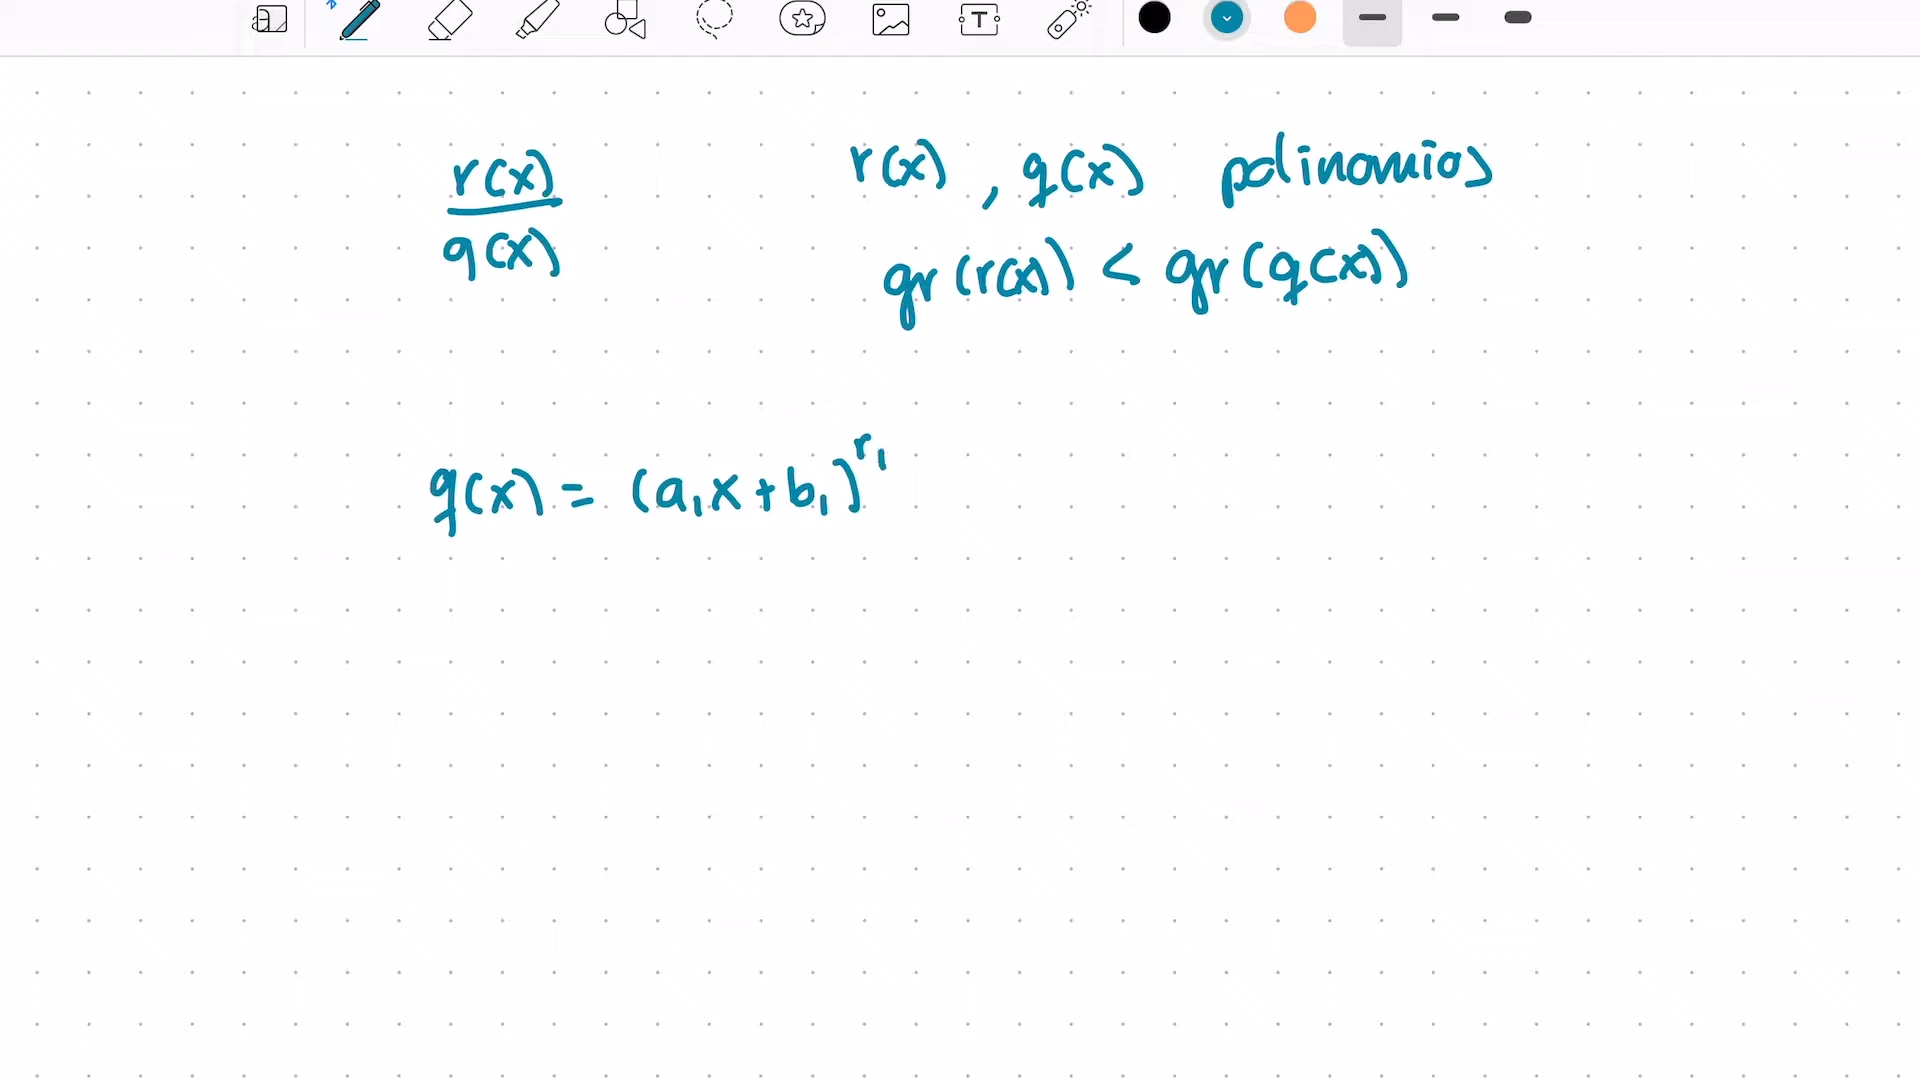 r(x)/q(x)
r(x), q(x) polinomios
gr(r(x)) < gr(q(x))
q(x) = (a₁x + b₁)^r₁